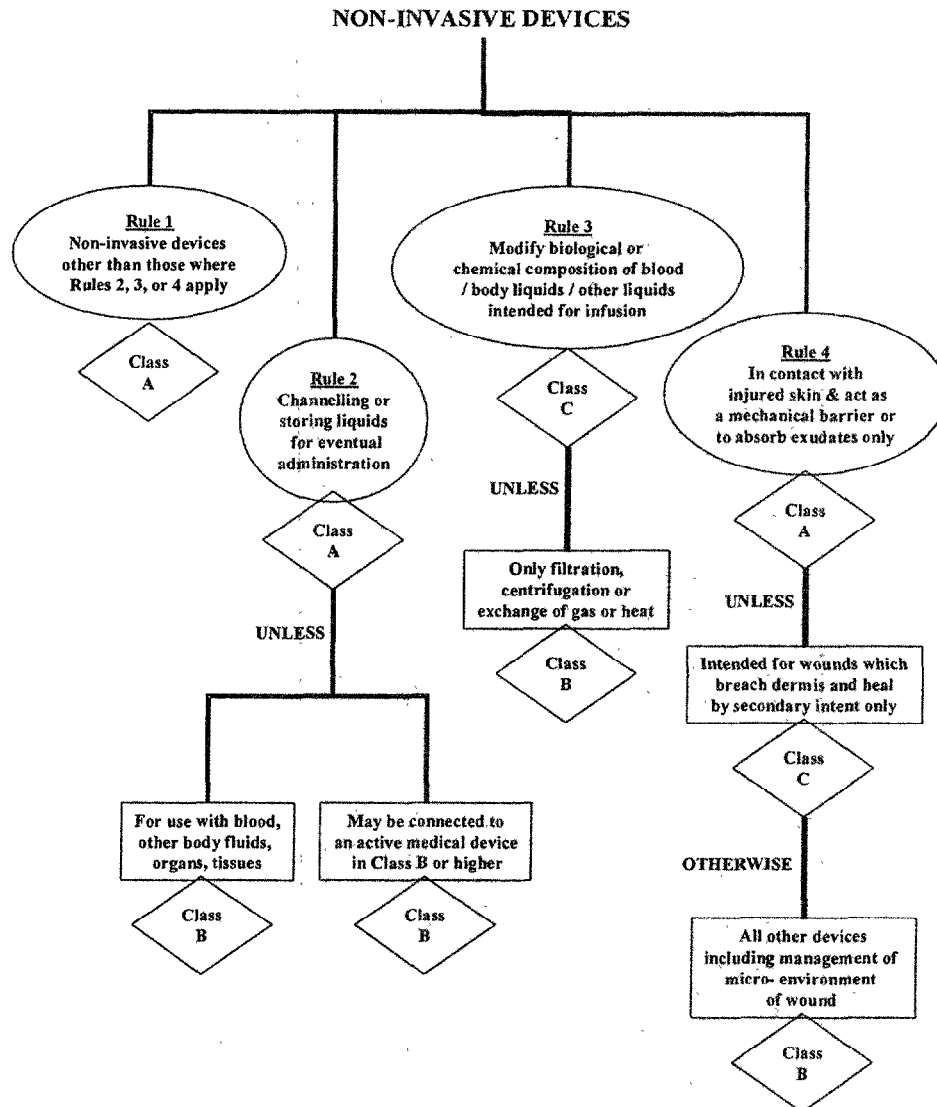 NON-INVASIVE DEVICES
Rule 1
Non-invasive devices
other than those where
Rules 2, 3, or 4 apply
Class
A
Rule 2
Channelling or
storing liquids
for eventual
administration
Class
A
UNLESS
For use with blood,
other body fluids,
organs, tissues
Class
B
May be connected to
an active medical device
in Class B or higher
Class
B
Rule 3
Modify biological or
chemical composition of blood
/ body liquids / other liquids
intended for infusion
Class
C
UNLESS
Only filtration,
centrifugation or
exchange of gas or heat
Class
B
Rule 4
In contact with
injured skin & act as
a mechanical barrier or
to absorb exudates only
Class
A
UNLESS
Intended for wounds which
breach dermis and heal
by secondary intent only
Class
C
OTHERWISE
All other devices
including management of
micro- environment
of wound
Class
B